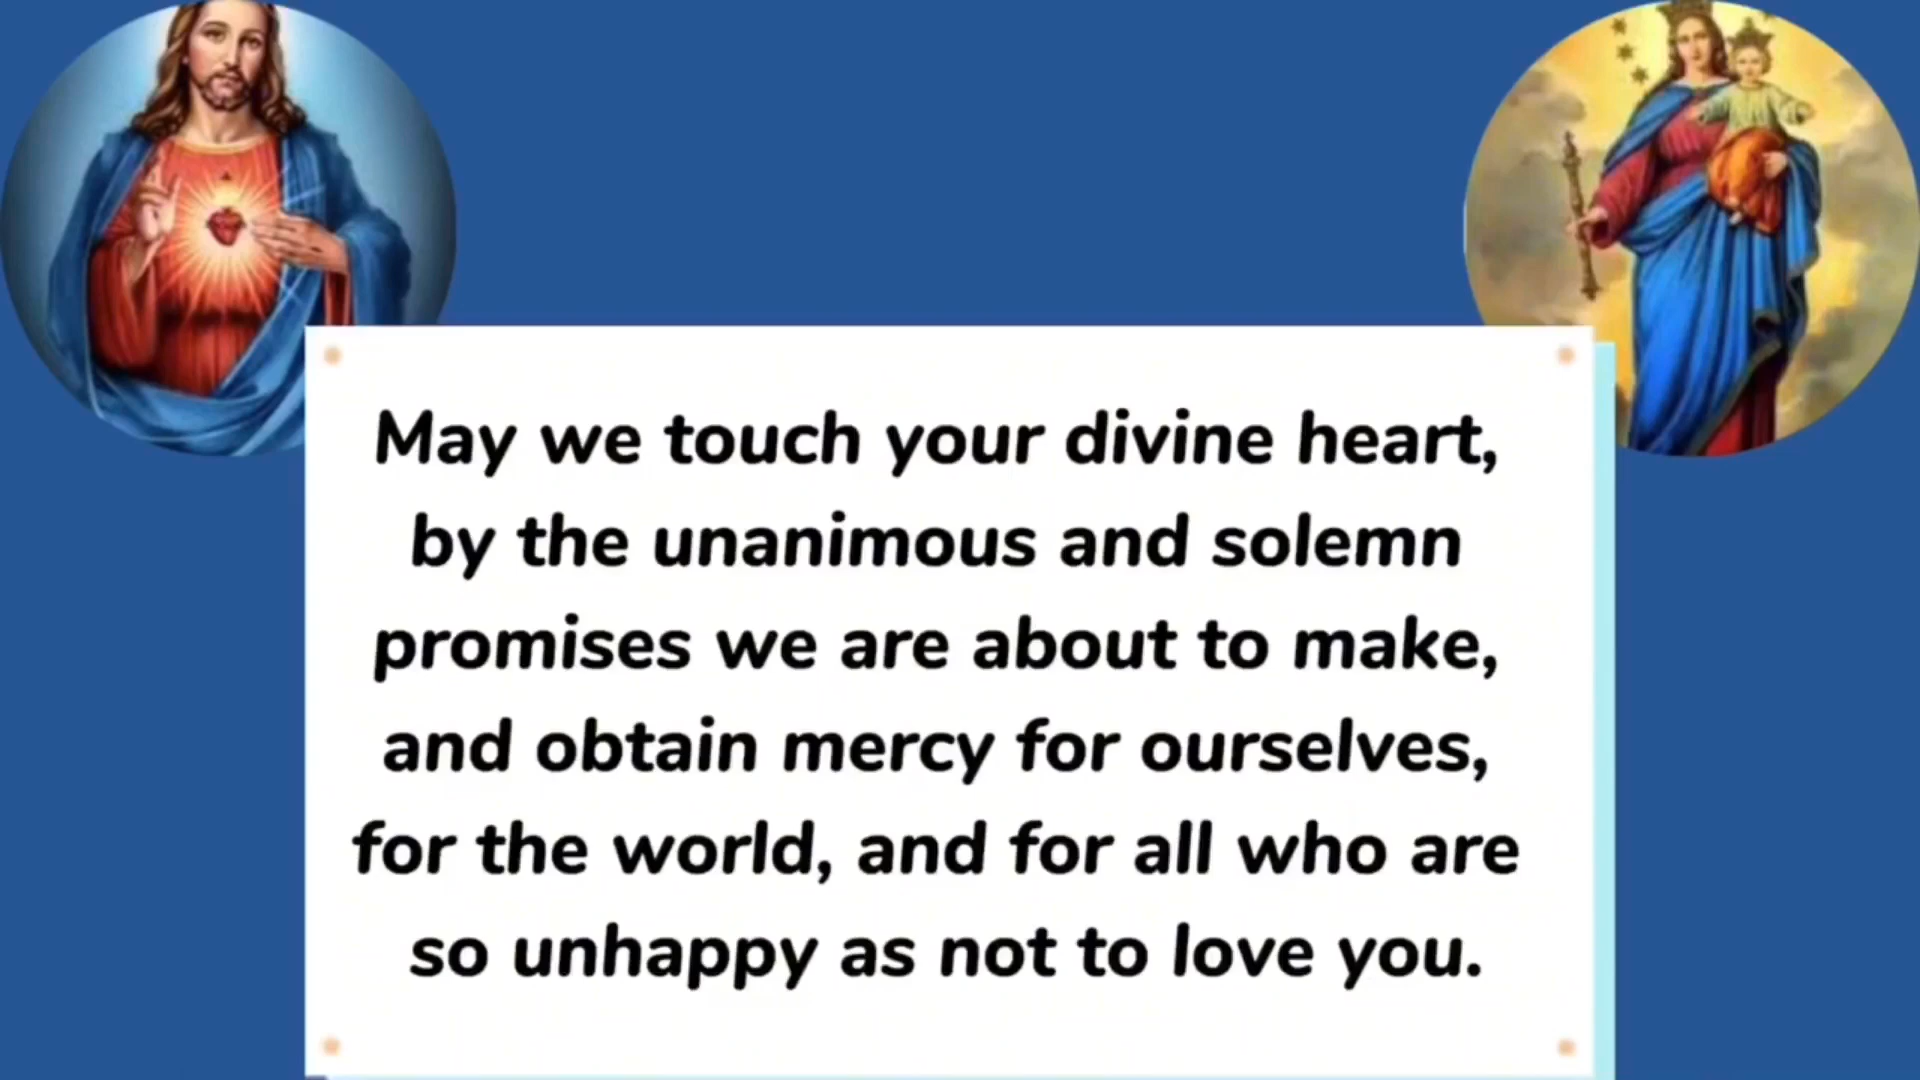 May we touch your divine heart,
by the unanimous and solemn
promises we are about to make,
and obtain mercy for ourselves,
for the world, and for all who are
so unhappy as not to love you.